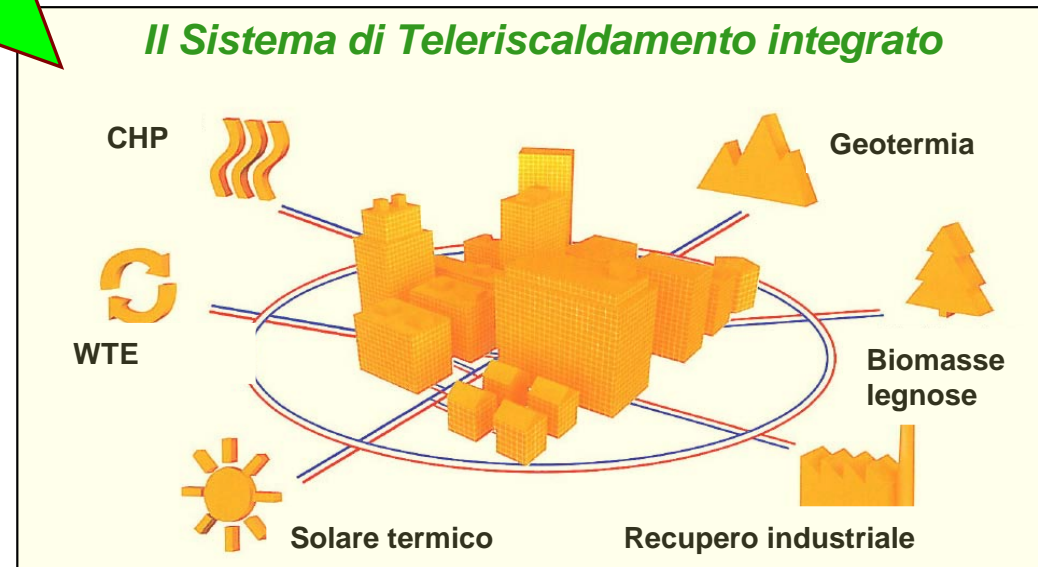 Il Sistema di Teleriscaldamento integrato
CHP
Geotermia
WTE
Biomasse
legnose
Solare termico
Recupero industriale